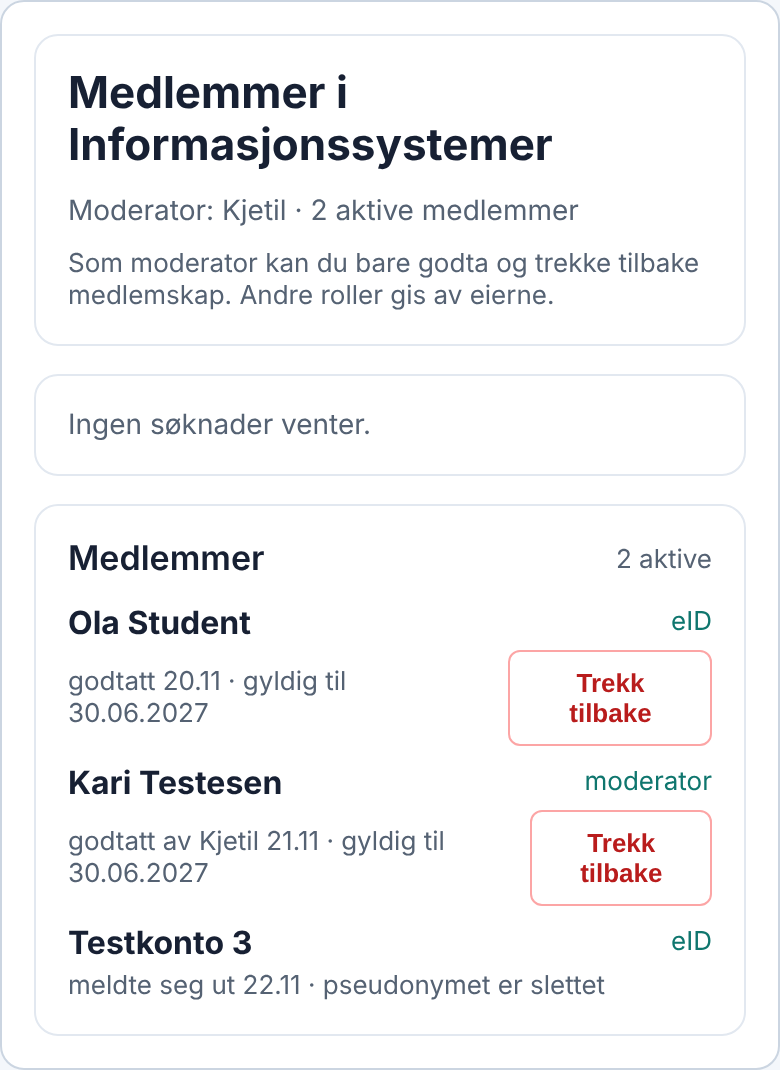 Medlemmer i
Informasjonssystemer
Moderator: Kjetil · 2 aktive medlemmer
Som moderator kan du bare godta og trekke tilbake
medlemskap. Andre roller gis av eierne.
Ingen søknader venter.
Medlemmer
2 aktive
Ola Student
eID
godtatt 20.11 · gyldig til
30.06.2027
Trekk
tilbake
Kari Testesen
moderator
godtatt av Kjetil 21.11 · gyldig til
30.06.2027
Trekk
tilbake
Testkonto 3
eID
meldte seg ut 22.11 · pseudonymet er slettet